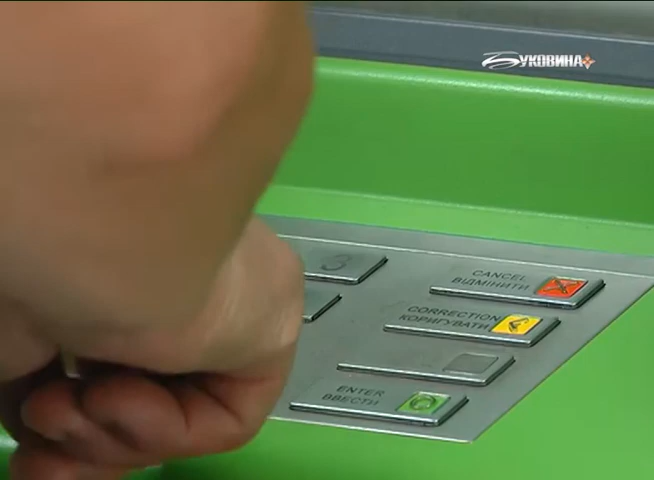 БУКОВИНА+
3
CANCEL
ВІДМІНИТИ
CORRECTION
КОРИГУВАТИ
ENTER
ВВЕСТИ